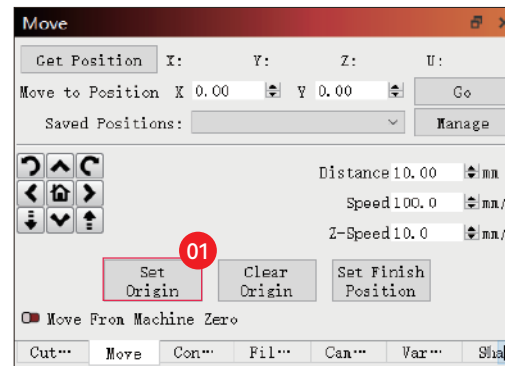 Move
Get Position X: Y: Z: U:
Move to Position X 0.00 Y 0.00 Go
Saved Positions: Manage
Distance 10.00 mm
Speed 100.0 mm/
Z-Speed 10.0 mm/
01
Set Origin Clear Origin Set Finish Position
Move From Machine Zero
Cut··· Move Con··· Fil··· Can··· Var··· Sha